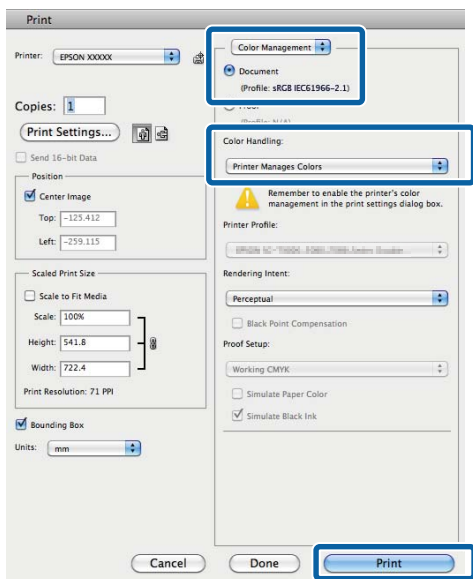 Print
Printer: EPSON XXXXX
Copies: 1
Print Settings...
Send 16-bit Data
Position
Center Image
Top: -125.412
Left: -259.115
Scaled Print Size
Scale to Fit Media
Scale: 100%
Height: 541.8
Width: 722.4
Print Resolution: 71 PPI
Bounding Box
Units: mm
Color Management
Document
(Profile: sRGB IEC61966-2.1)
Color Handling:
Printer Manages Colors
Remember to enable the printer's color
management in the print settings dialog box.
Printer Profile:
Rendering Intent:
Perceptual
Black Point Compensation
Proof Setup:
Working CMYK
Simulate Paper Color
Simulate Black Ink
Cancel
Done
Print